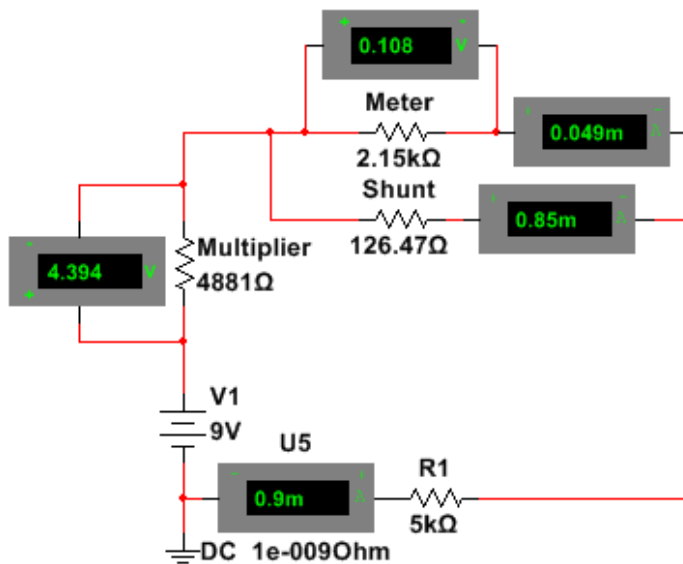 + -
0.108 V
Meter
2.15kΩ
+ -
0.049m A
Shunt
126.47Ω
+ -
0.85m A
-
4.394 V
+
Multiplier
4881Ω
V1
9V
U5
- +
0.9m A
R1
5kΩ
DC 1e-009Ohm